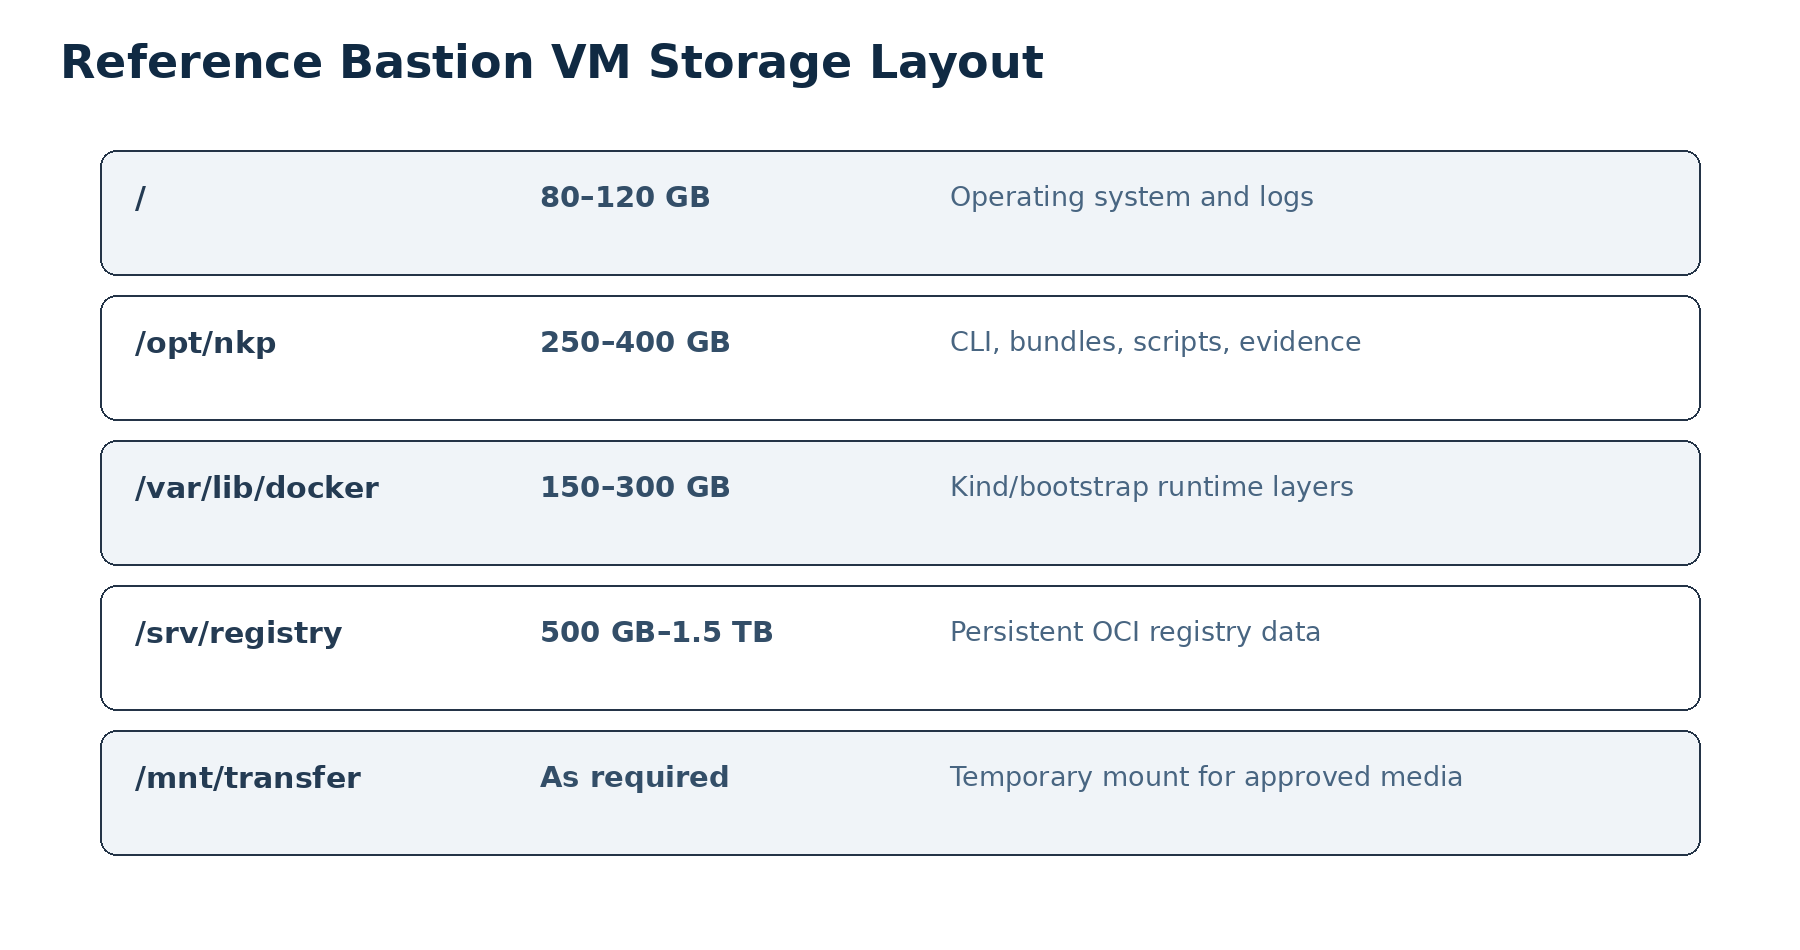 Reference Bastion VM Storage Layout
/ 80–120 GB Operating system and logs
/opt/nkp 250–400 GB CLI, bundles, scripts, evidence
/var/lib/docker 150–300 GB Kind/bootstrap runtime layers
/srv/registry 500 GB–1.5 TB Persistent OCI registry data
/mnt/transfer As required Temporary mount for approved media